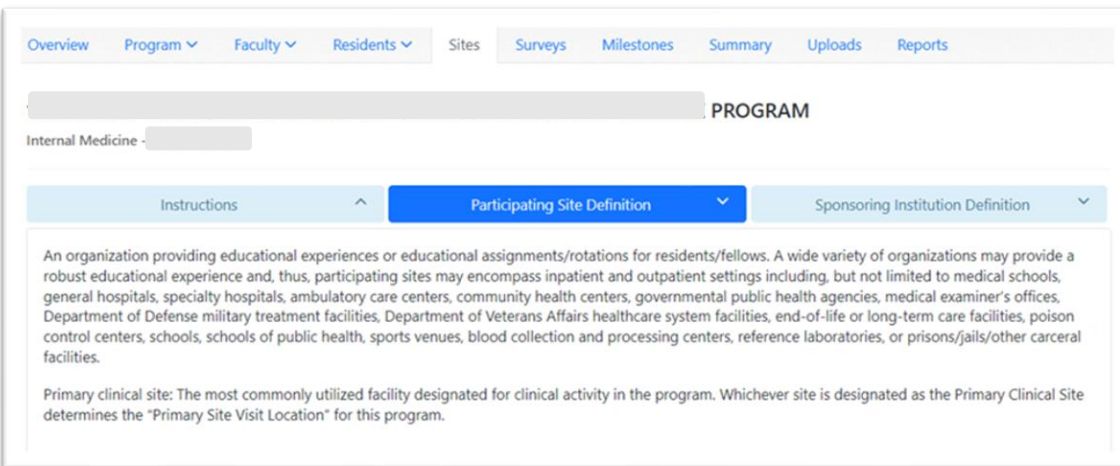 Overview Program Faculty Residents Sites Surveys Milestones Summary Uploads Reports
PROGRAM
Internal Medicine -
Instructions Participating Site Definition Sponsoring Institution Definition
An organization providing educational experiences or educational assignments/rotations for residents/fellows. A wide variety of organizations may provide a
robust educational experience and, thus, participating sites may encompass inpatient and outpatient settings including, but not limited to medical schools,
general hospitals, specialty hospitals, ambulatory care centers, community health centers, governmental public health agencies, medical examiner's offices,
Department of Defense military treatment facilities, Department of Veterans Affairs healthcare system facilities, end-of-life or long-term care facilities, poison
control centers, schools, schools of public health, sports venues, blood collection and processing centers, reference laboratories, or prisons/jails/other carceral
facilities.
Primary clinical site: The most commonly utilized facility designated for clinical activity in the program. Whichever site is designated as the Primary Clinical Site
determines the "Primary Site Visit Location" for this program.